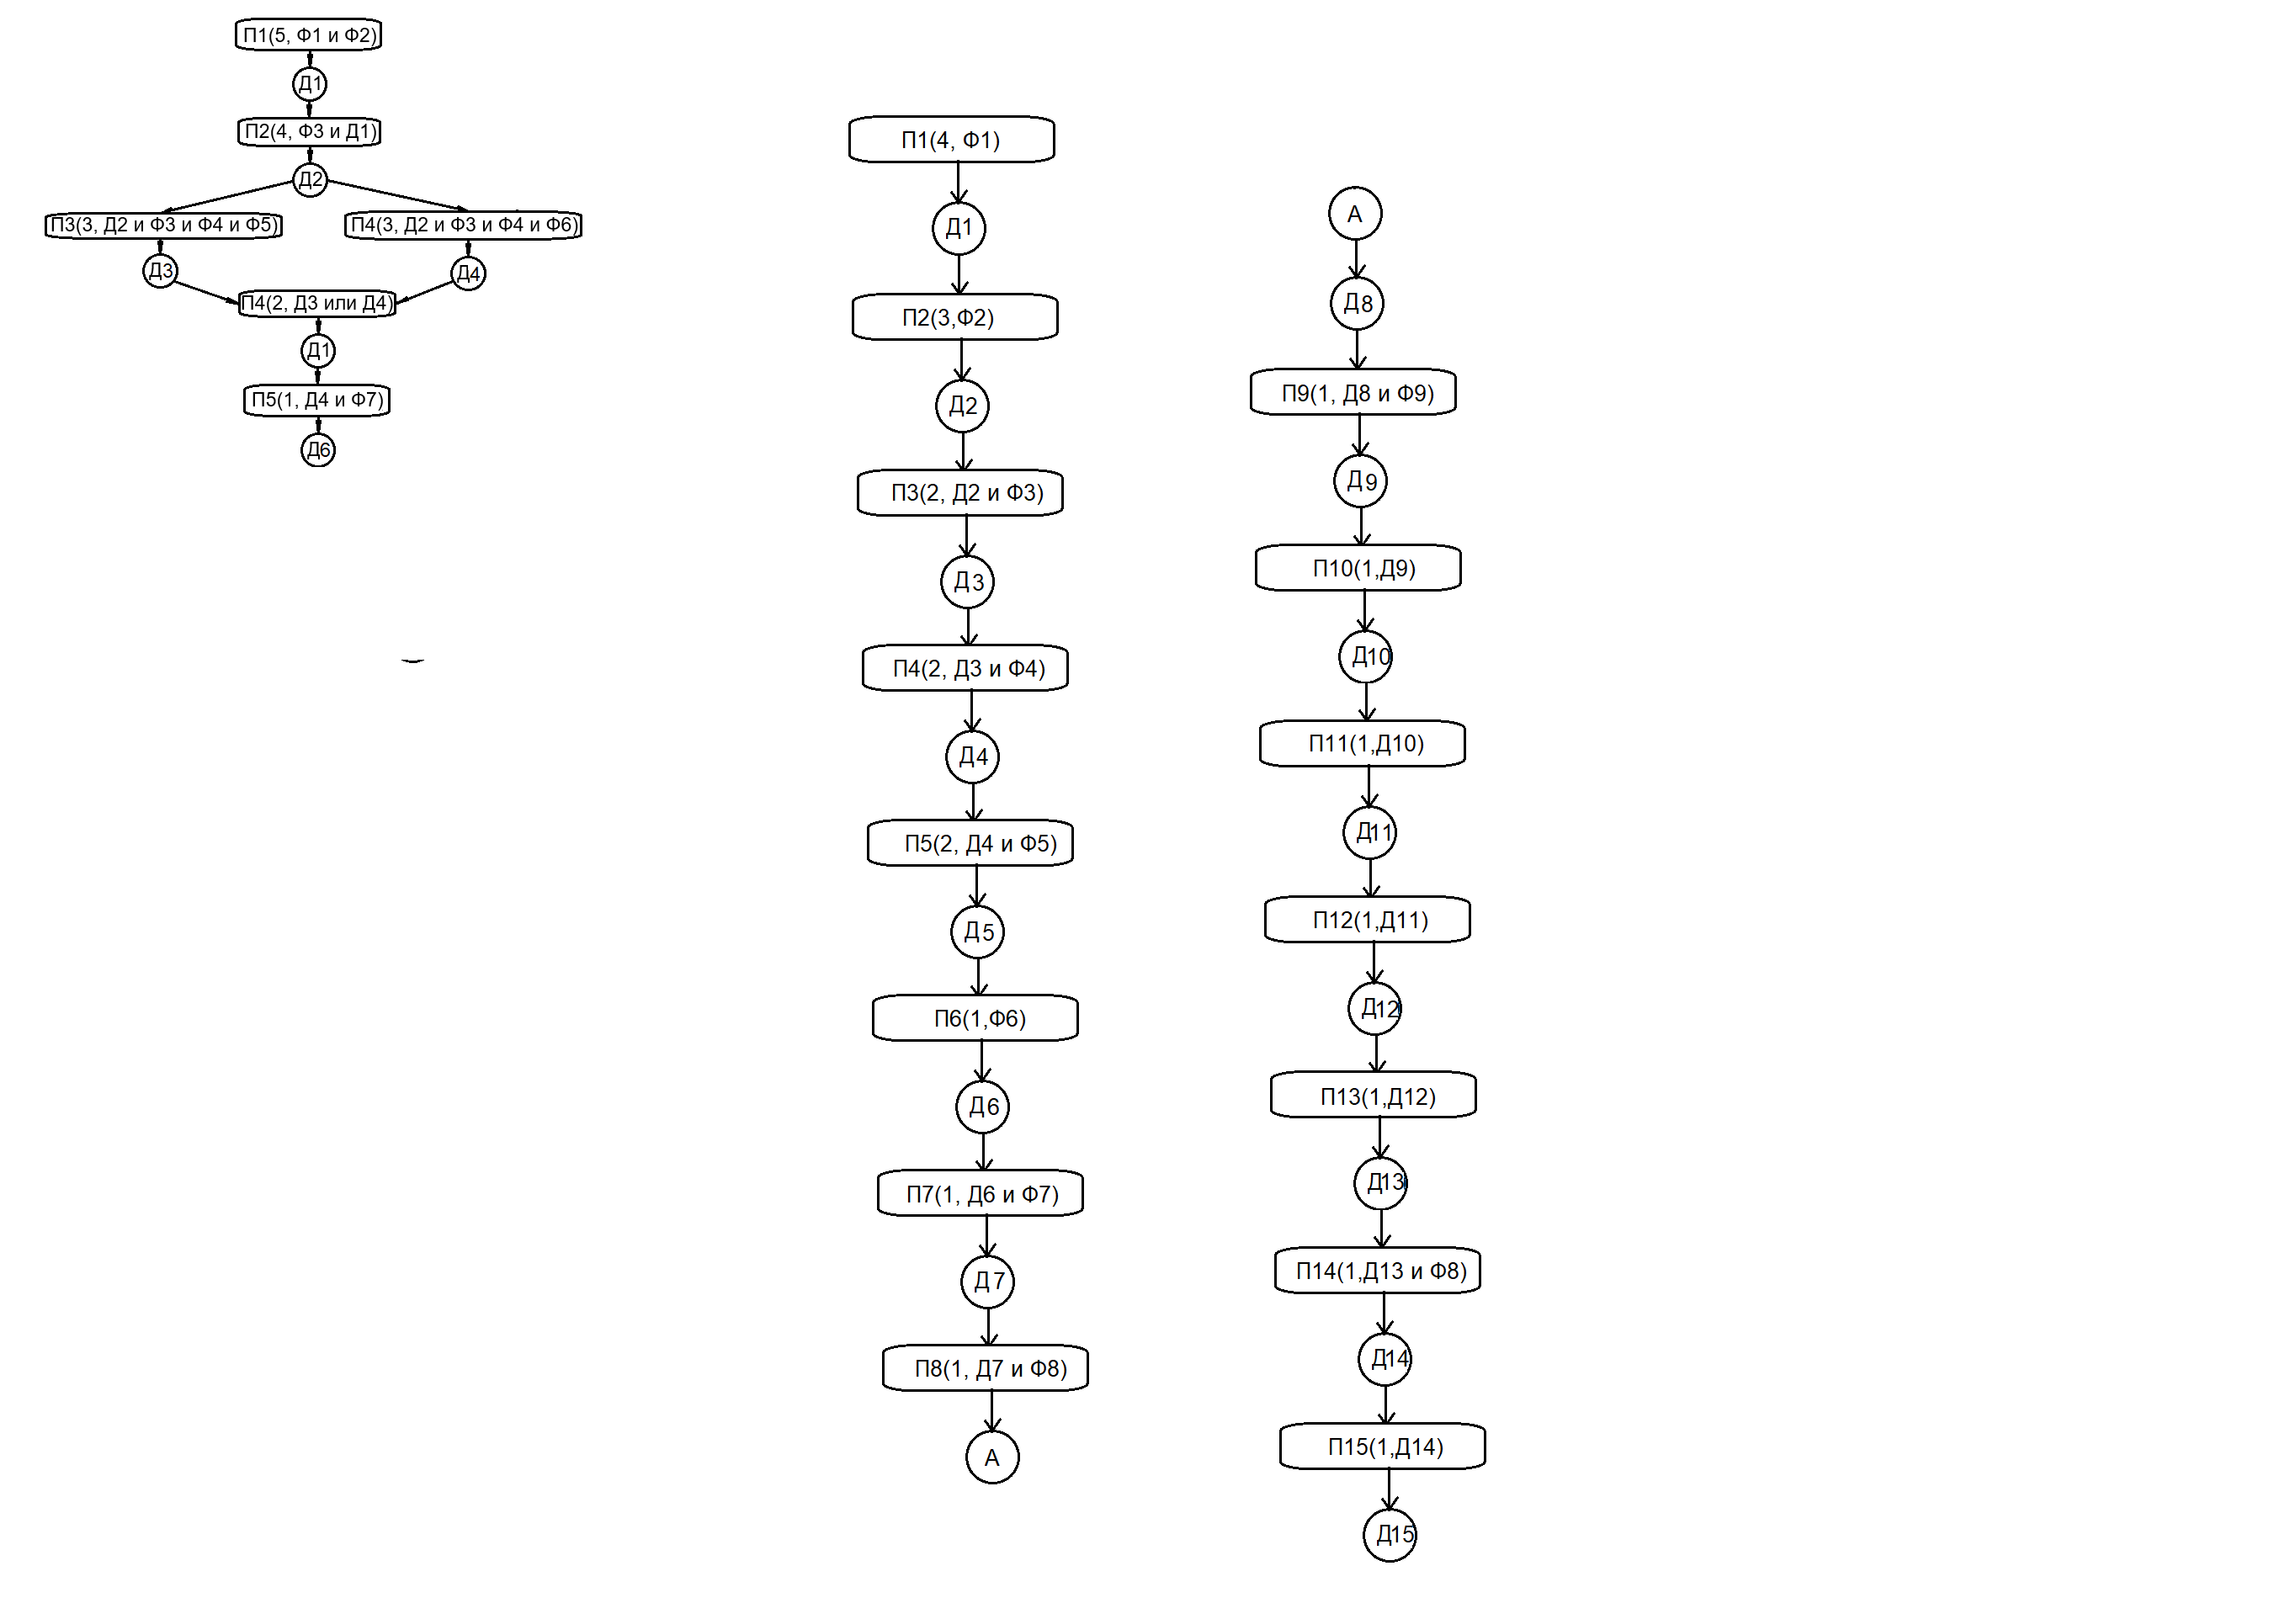 П1(5, Ф1 и Ф2)
Д1
П2(4, Ф3 и Д1)
Д2
П3(3, Д2 и Ф3 и Ф4 и Ф5)
П4(3, Д2 и Ф3 и Ф4 и Ф6)
Д3
Д4
П4(2, Д3 или Д4)
Д1
П5(1, Д4 и Ф7)
Д6
П1(4, Ф1)
Д1
П2(3,Ф2)
Д2
П3(2, Д2 и Ф3)
Д3
П4(2, Д3 и Ф4)
Д4
П5(2, Д4 и Ф5)
Д5
П6(1,Ф6)
Д6
П7(1, Д6 и Ф7)
Д7
П8(1, Д7 и Ф8)
А
А
Д8
П9(1, Д8 и Ф9)
Д9
П10(1,Д9)
Д10
П11(1,Д10)
Д11
П12(1,Д11)
Д12
П13(1,Д12)
Д13
П14(1,Д13 и Ф8)
Д14
П15(1,Д14)
Д15